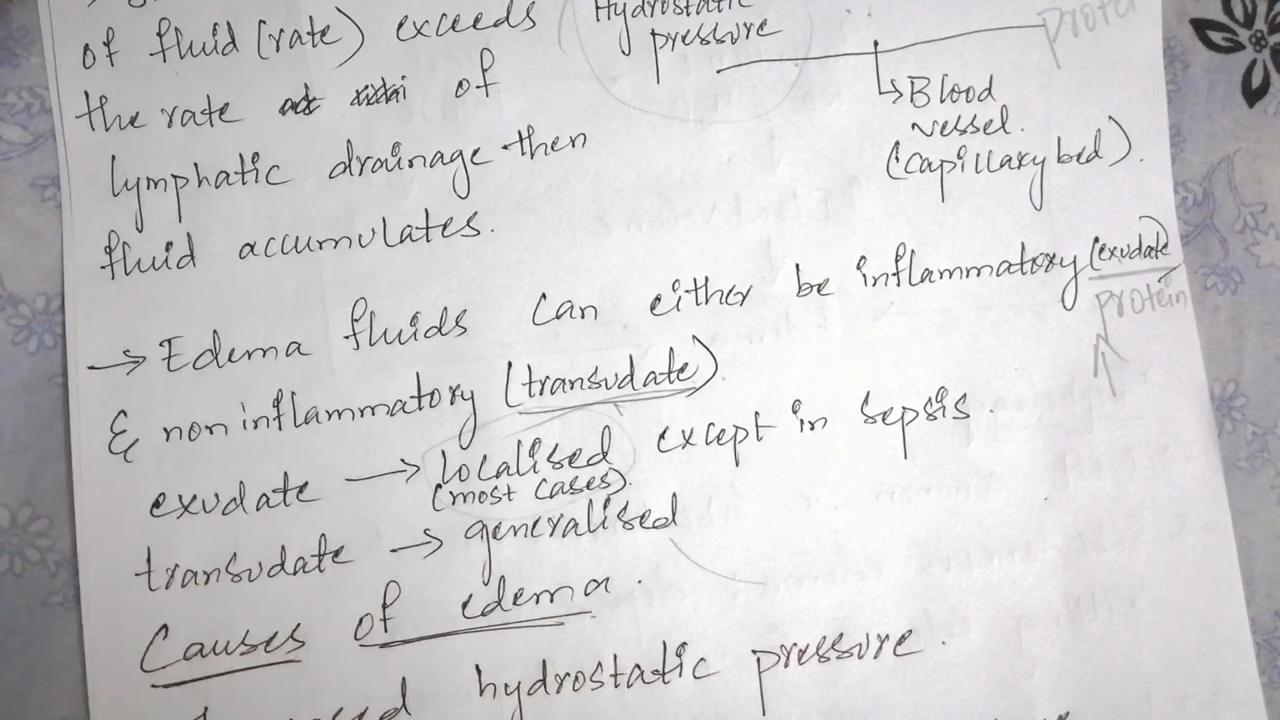 of fluid (rate) exceeds
the rate of
lymphatic drainage then
fluid accumulates.
Hydrostatic
pressure
↳ Blood
vessel.
(capillary bed).
→ Edema fluids can either be inflammatory (exudate)
protein
↑
& non inflammatory (transudate)
exudate → localised except in sepsis.
(most cases).
transudate → generalised
Causes of edema.
hydrostatic pressure.